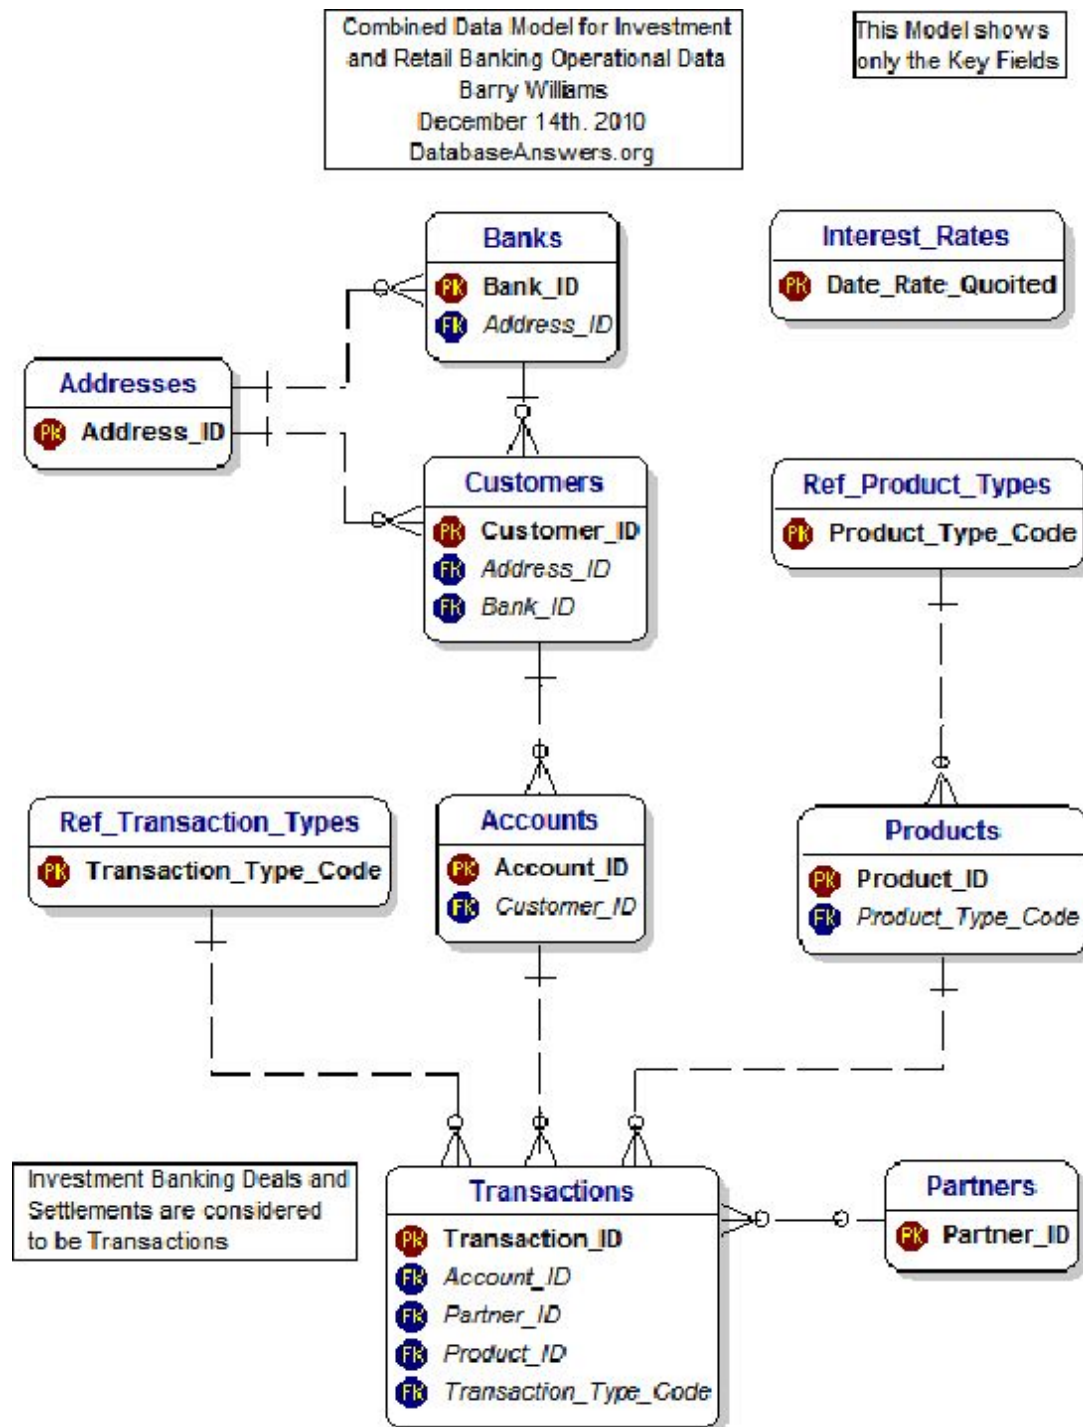 Combined Data Model for Investment
and Retail Banking Operational Data
Barry Williams
December 14th. 2010
DatabaseAnswers.org
This Model shows
only the Key Fields
Banks
PK Bank_ID
FK Address_ID
Interest_Rates
PK Date_Rate_Quoited
Addresses
PK Address_ID
Customers
PK Customer_ID
FK Address_ID
FK Bank_ID
Ref_Product_Types
PK Product_Type_Code
Ref_Transaction_Types
PK Transaction_Type_Code
Accounts
PK Account_ID
FK Customer_ID
Products
PK Product_ID
FK Product_Type_Code
Investment Banking Deals and
Settlements are considered
to be Transactions
Transactions
PK Transaction_ID
FK Account_ID
FK Partner_ID
FK Product_ID
FK Transaction_Type_Code
Partners
PK Partner_ID